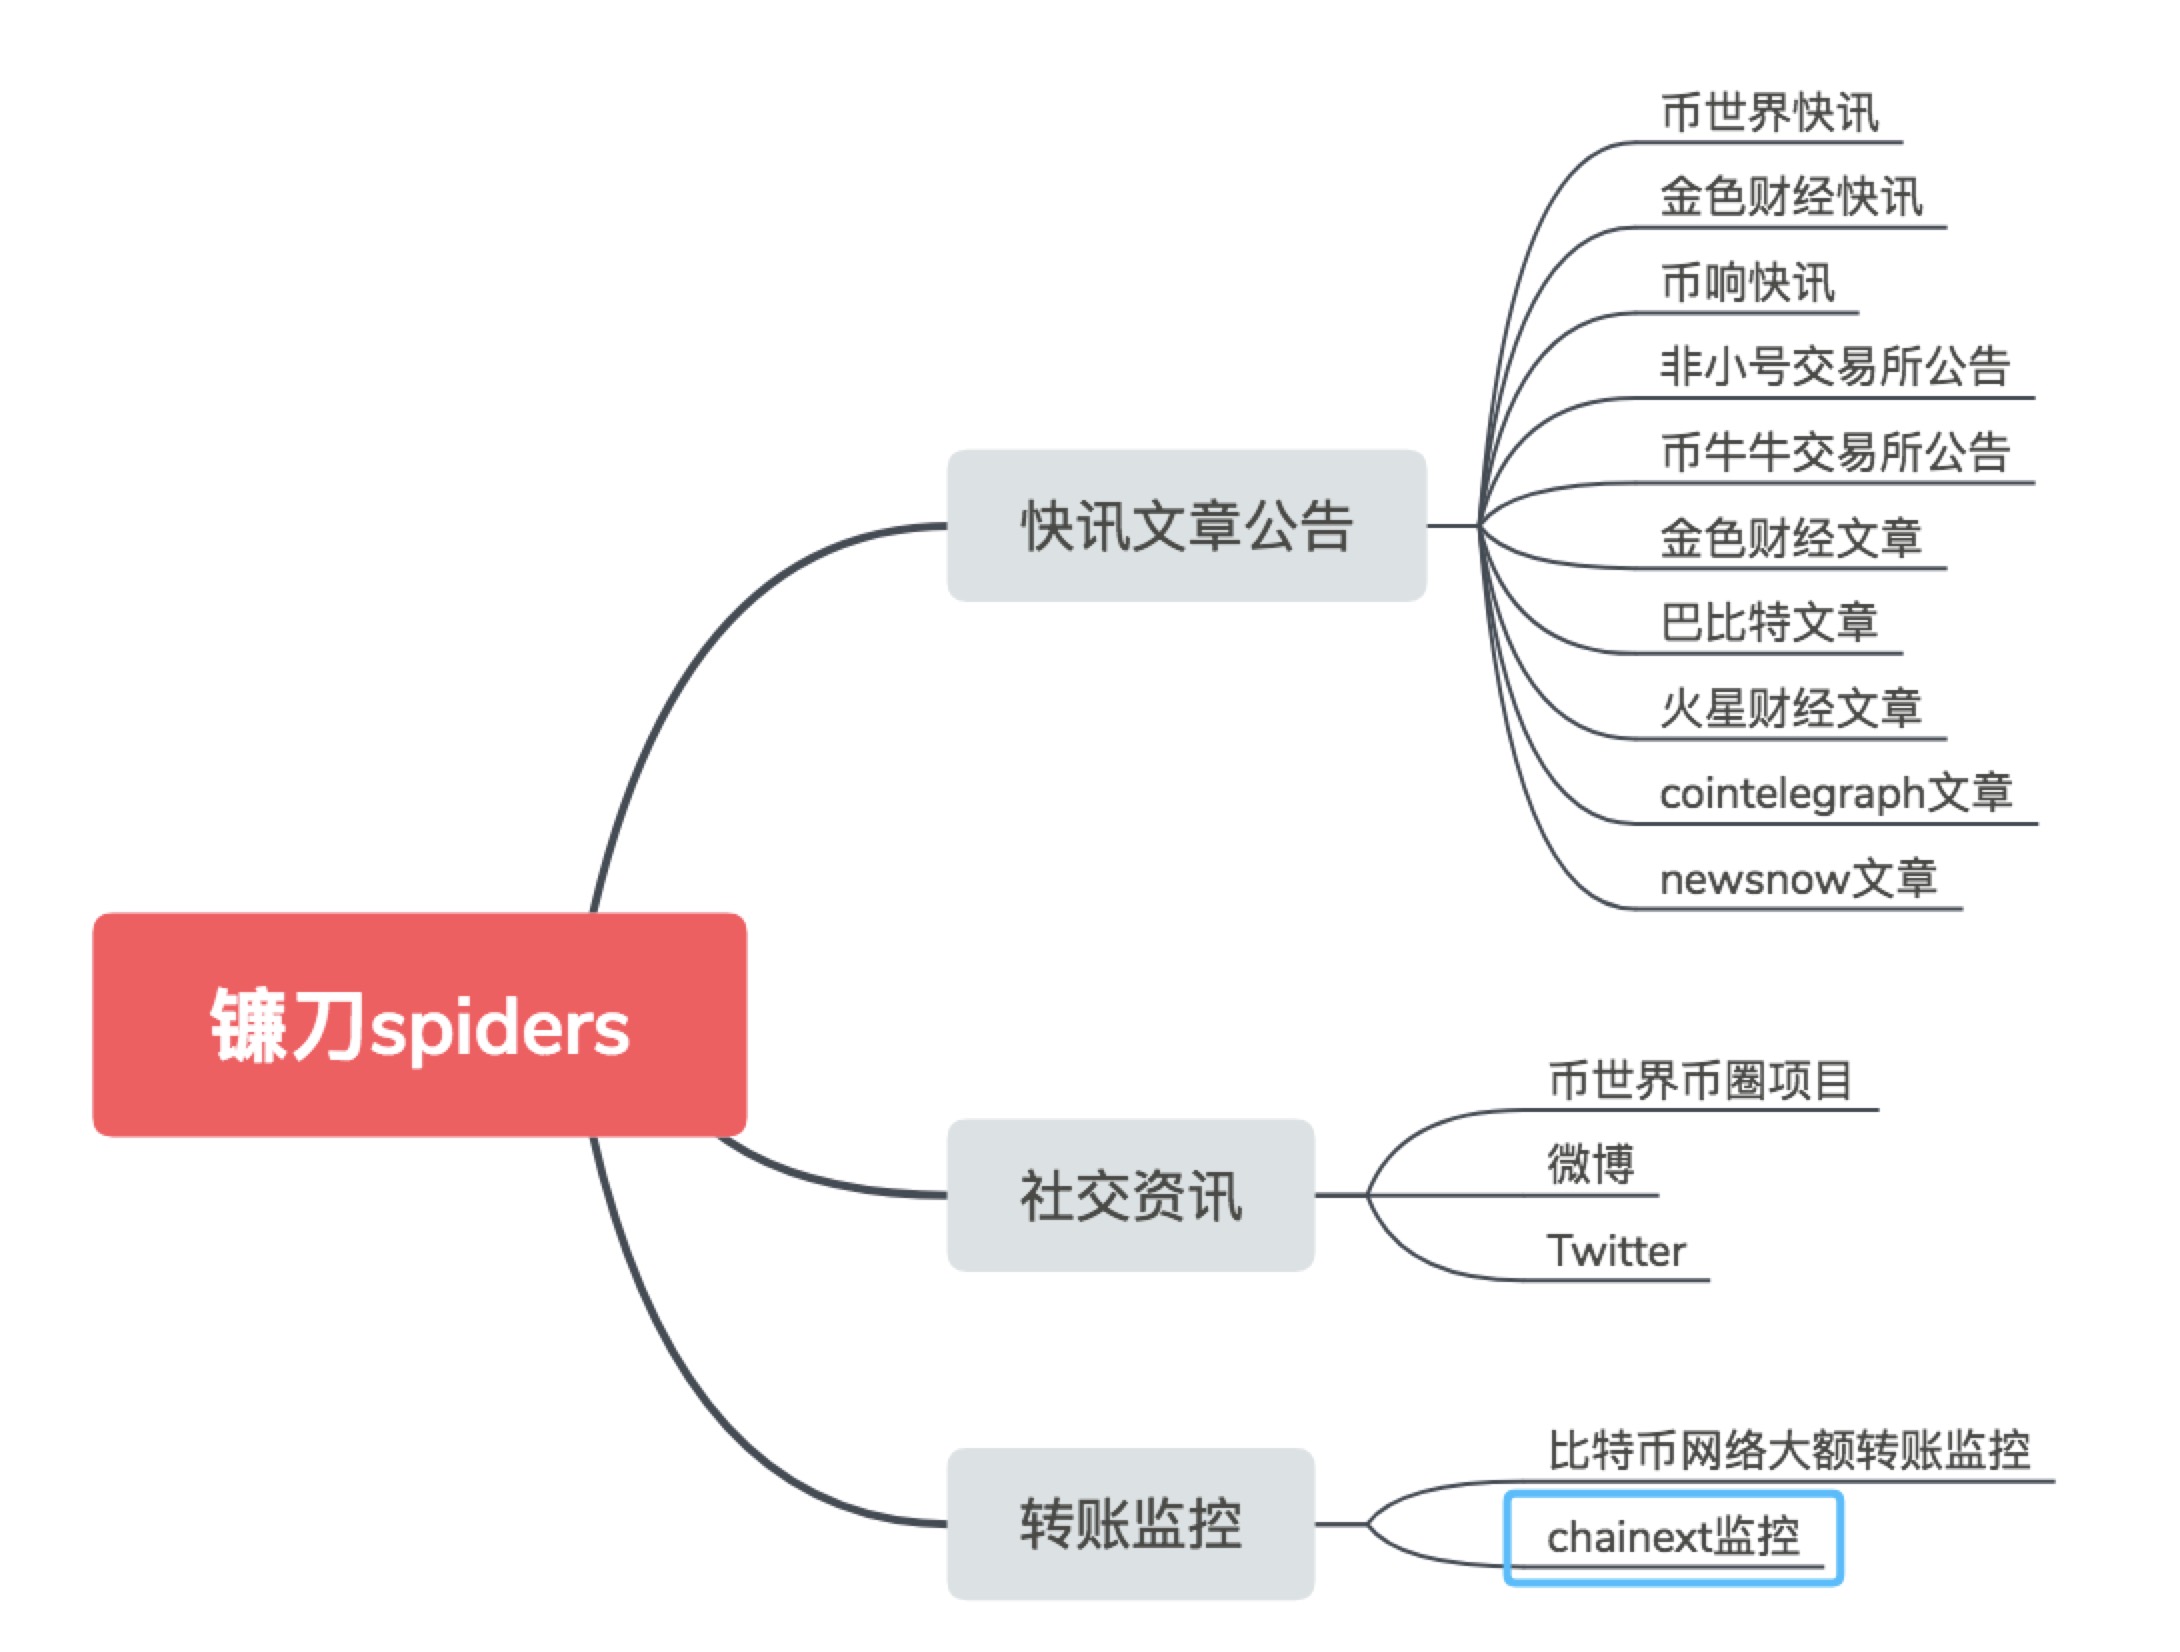 镰刀spiders
快讯文章公告
币世界快讯
金色财经快讯
币响快讯
非小号交易所公告
币牛牛交易所公告
金色财经文章
巴比特文章
火星财经文章
cointelegraph文章
newsnow文章
社交资讯
币世界币圈项目
微博
Twitter
转账监控
比特币网络大额转账监控
chainext监控